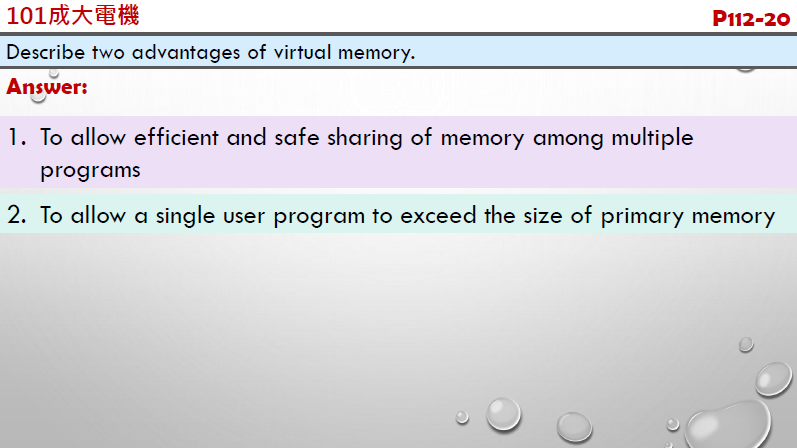 101成大電機
P112-20
Describe two advantages of virtual memory.
Answer:
1. To allow efficient and safe sharing of memory among multiple
programs
2. To allow a single user program to exceed the size of primary memory